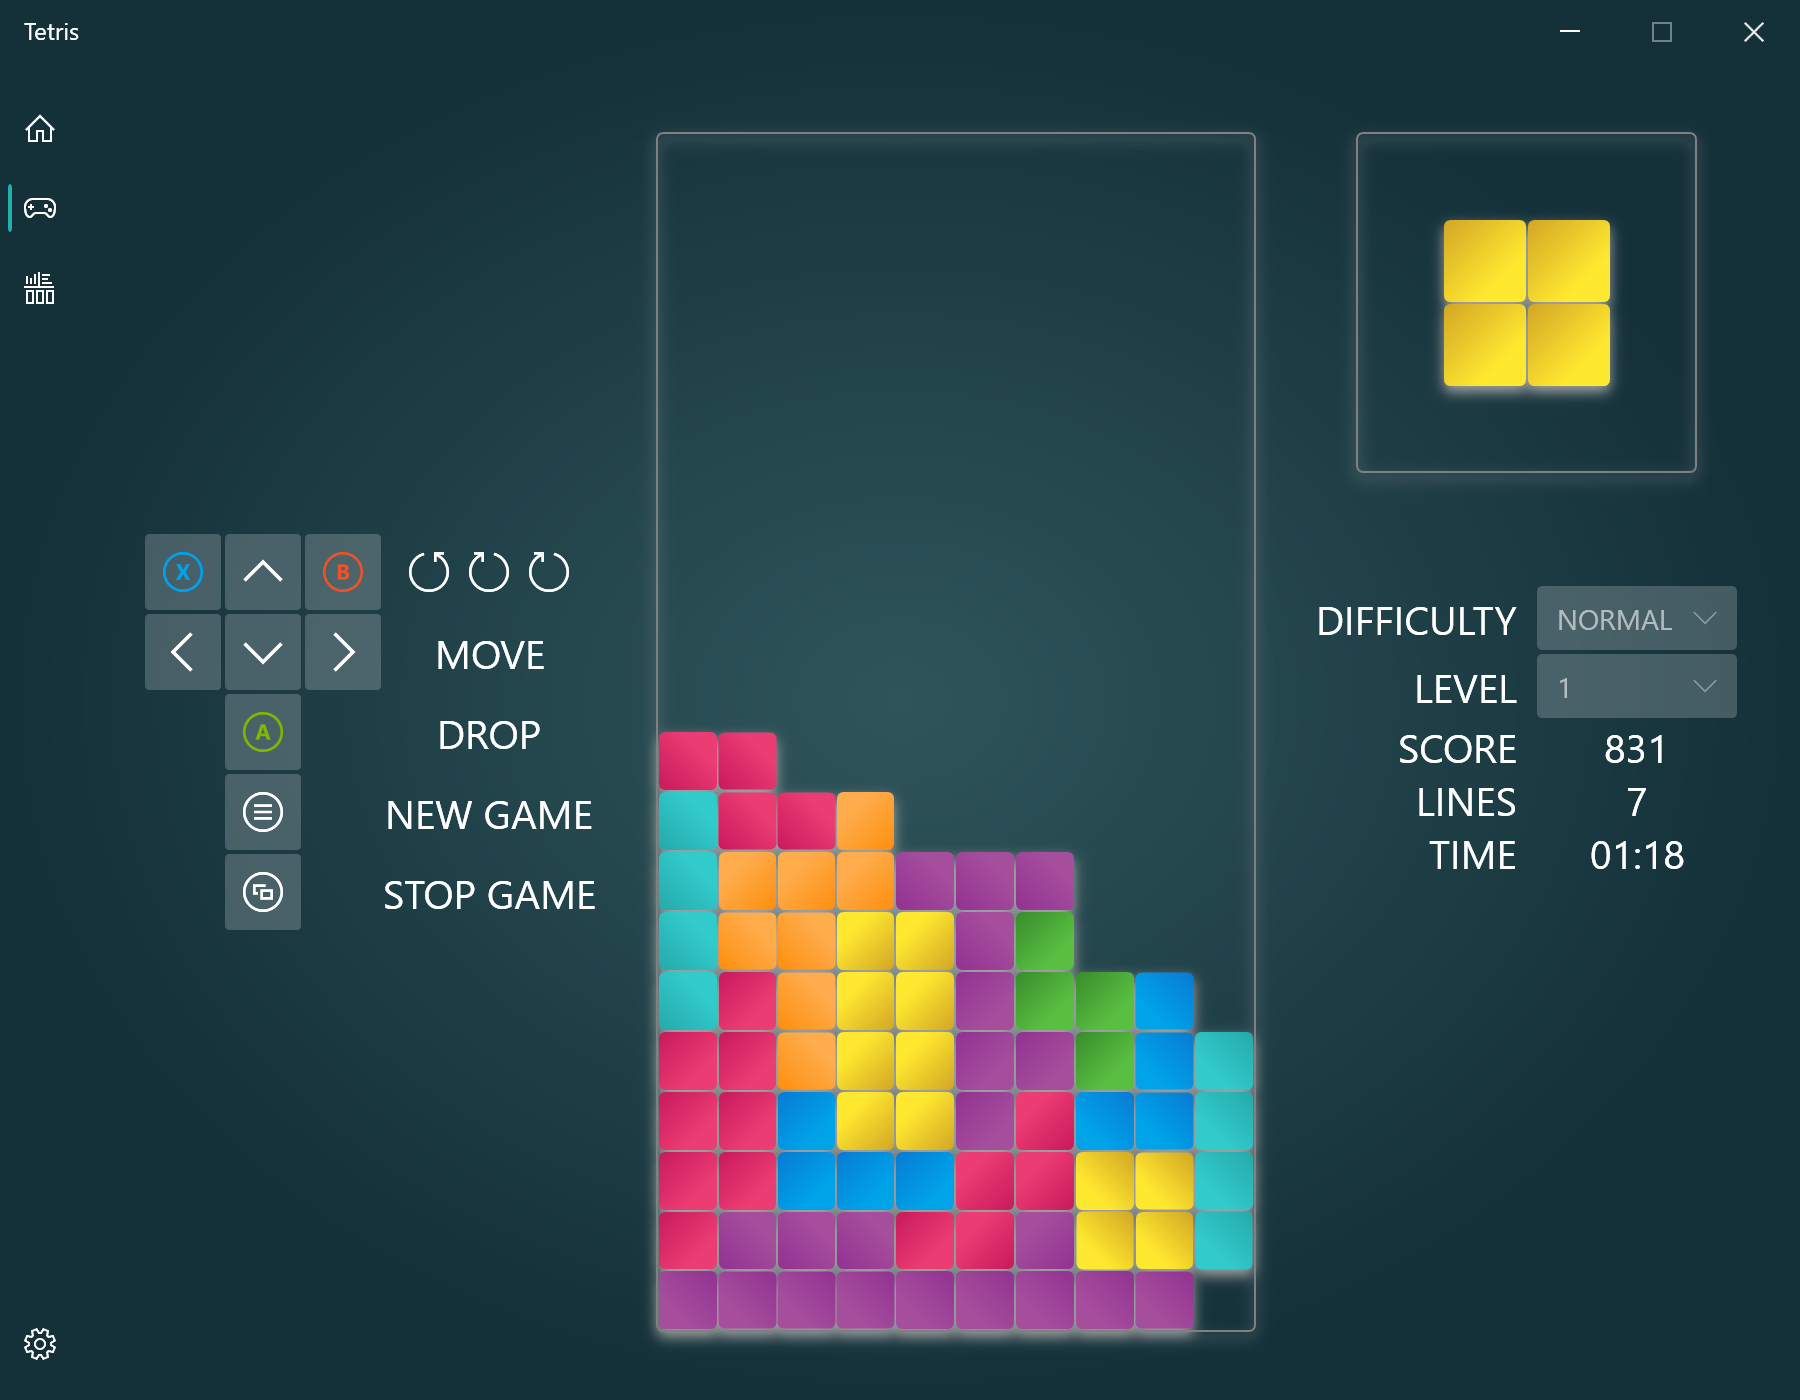 Tetris
X
B
MOVE
A
DROP
NEW GAME
STOP GAME
DIFFICULTY NORMAL
LEVEL 1
SCORE 831
LINES 7
TIME 01:18